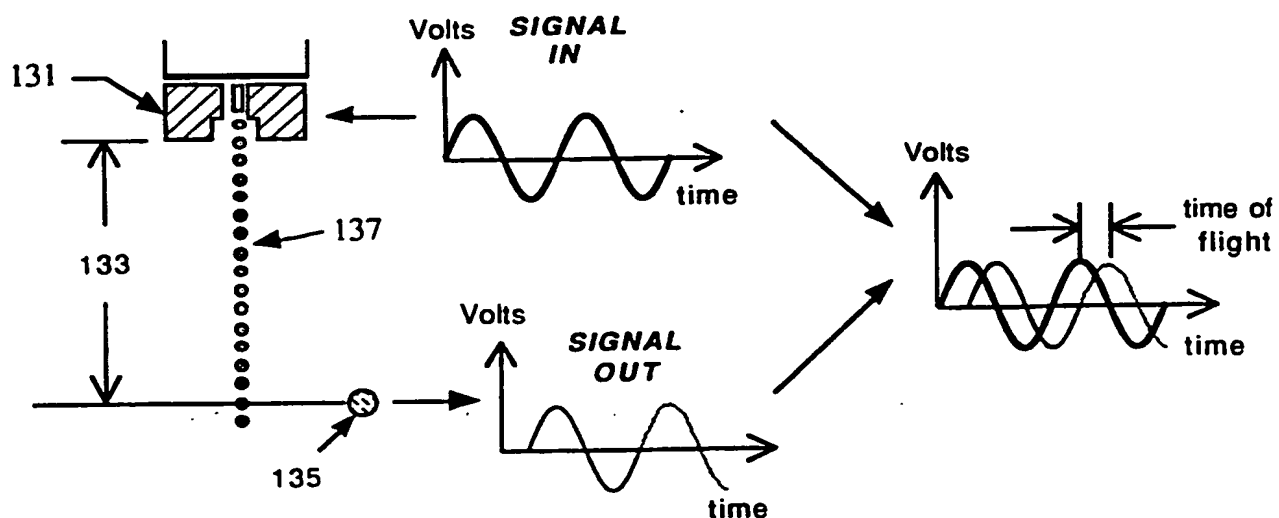 131
133
137
135
Volts
SIGNAL
IN
time
Volts
SIGNAL
OUT
time
Volts
time of
flight
time